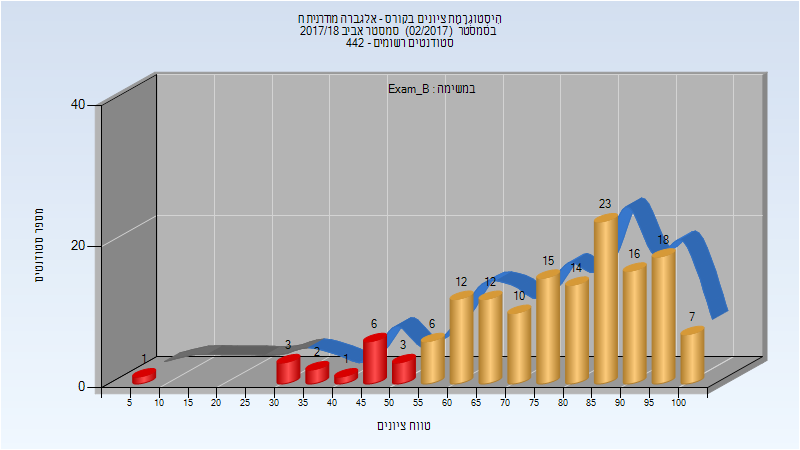 היסטוגרמת ציונים בקורס - אלגברה מודרנית ח
בסמסטר (02/2017) סמסטר אביב 2017/18
סטודנטים רשומים - 442
במשימה : Exam_B
מספר סטודנטים
40
20
0
1
3
2
1
6
3
6
12
12
10
15
14
23
16
18
7
5 10 15 20 25 30 35 40 45 50 55 60 65 70 75 80 85 90 95 100
טווח ציונים